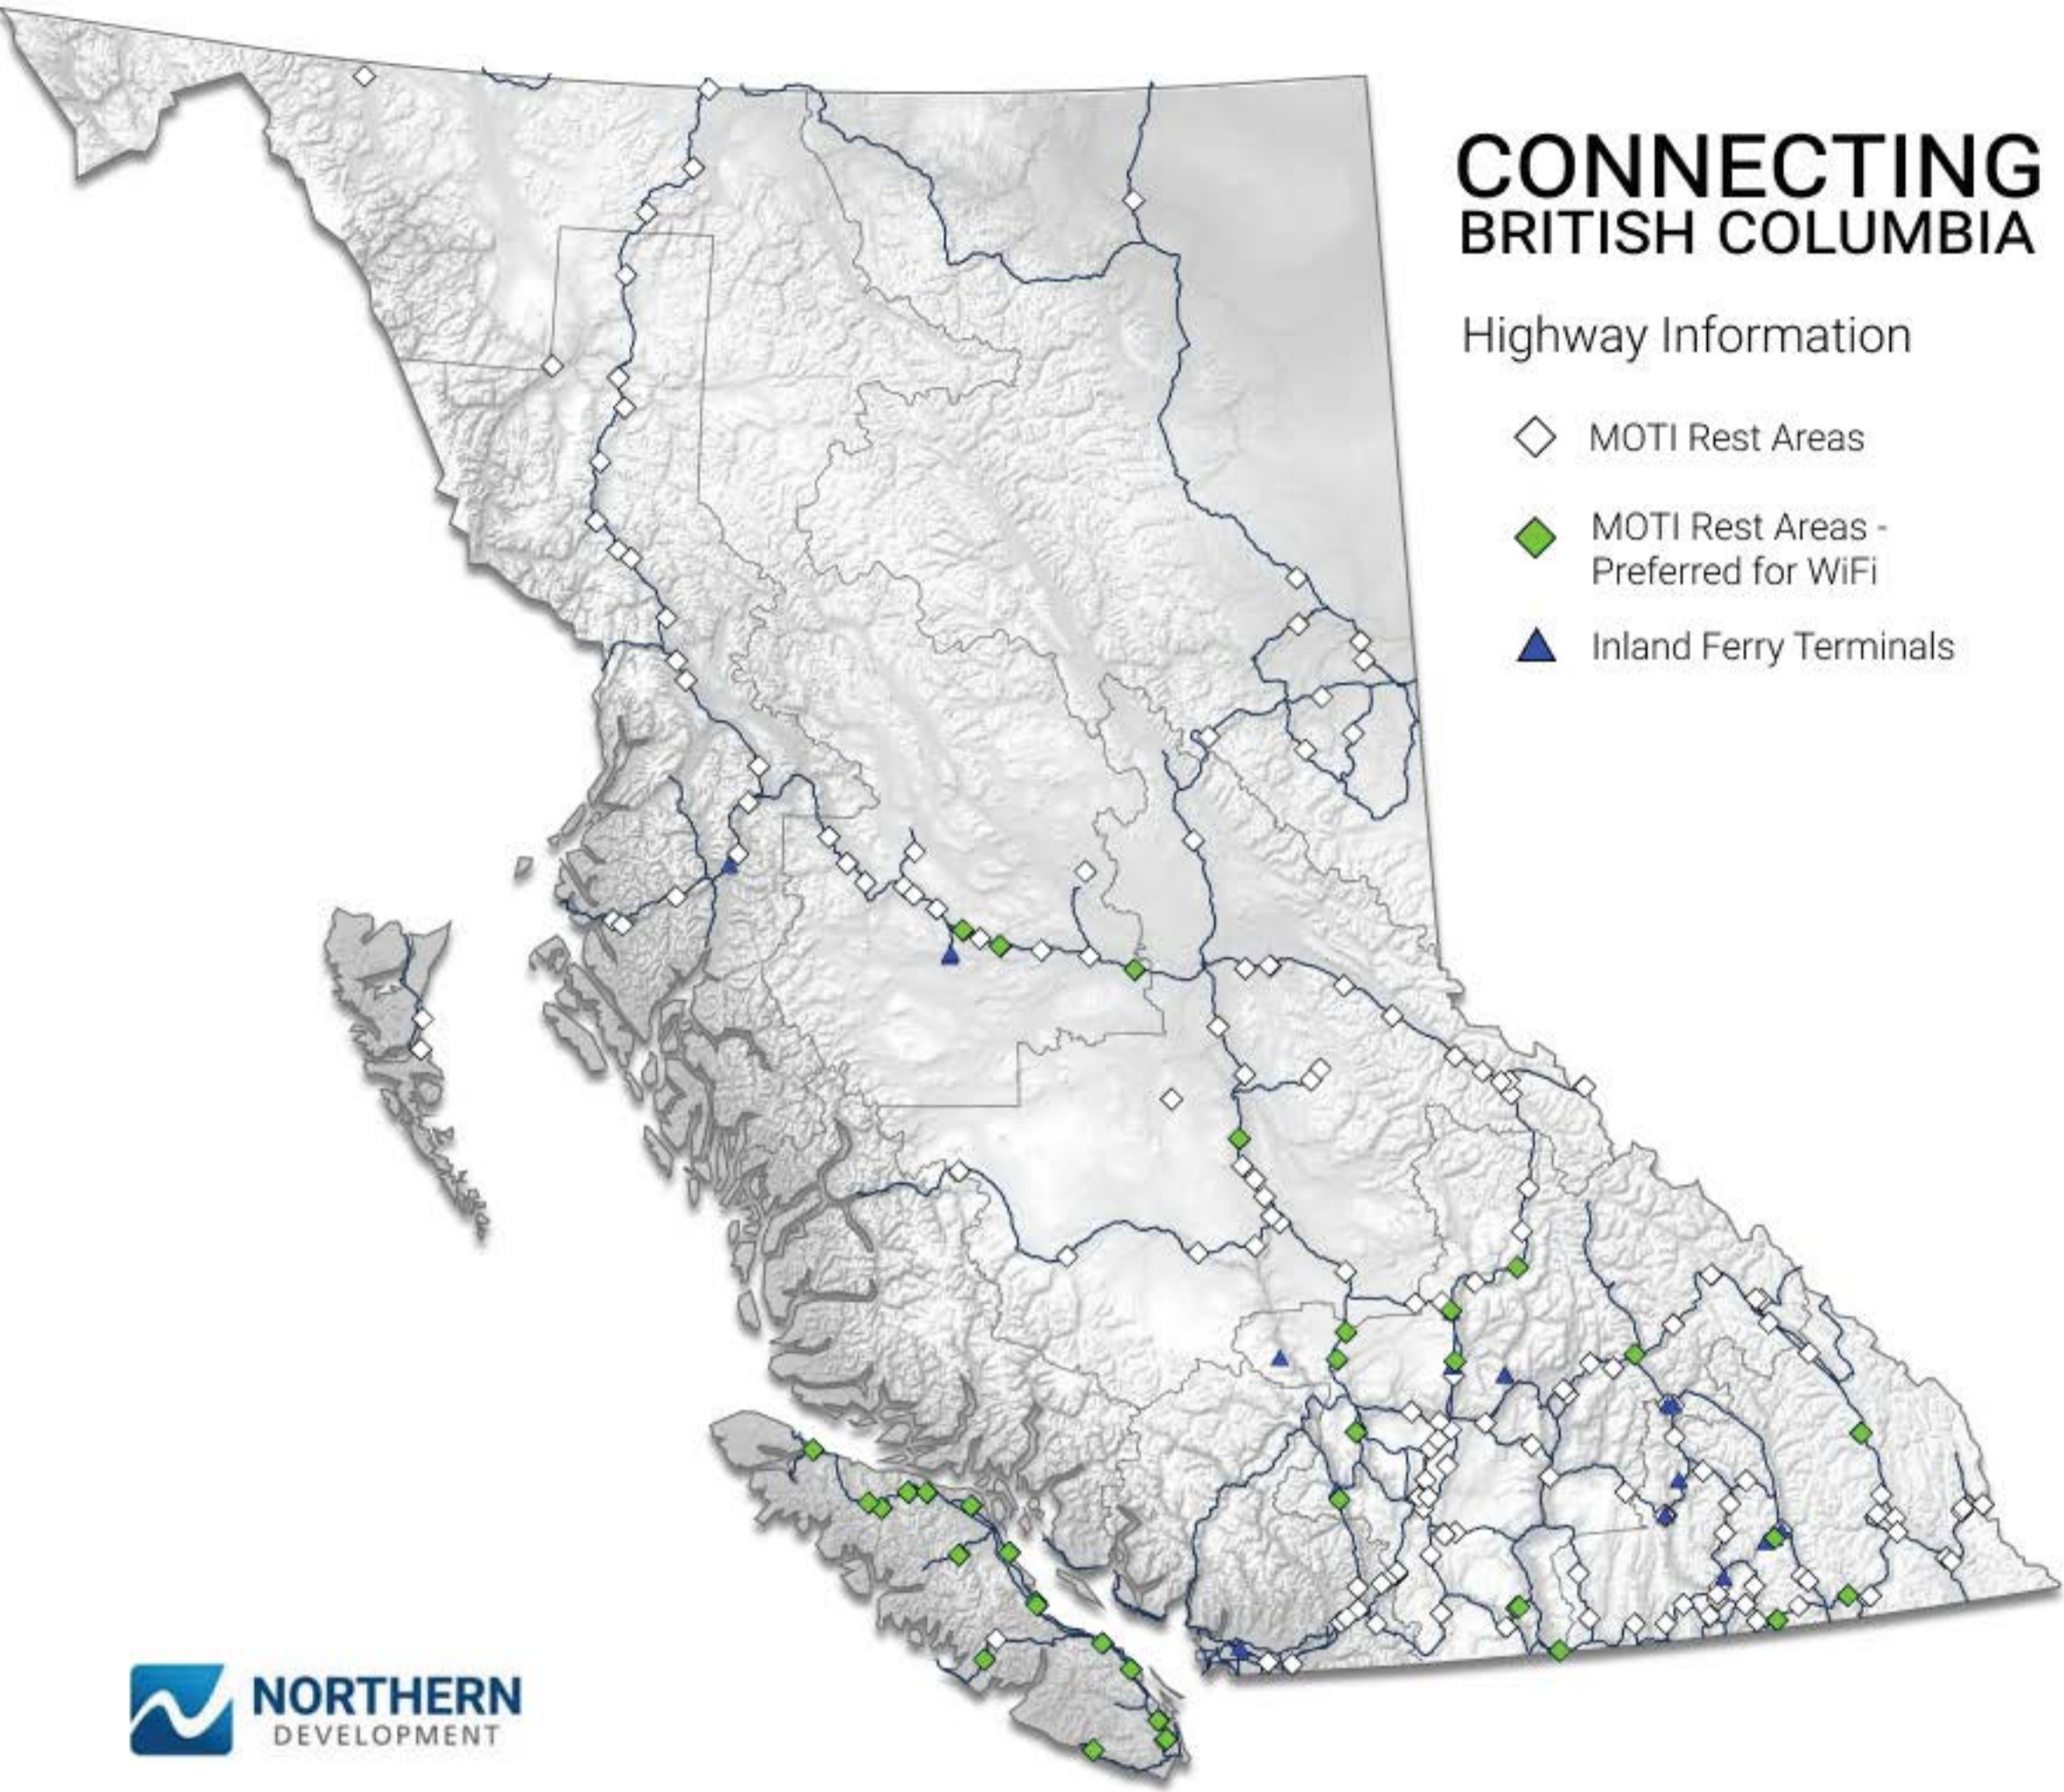 CONNECTING
BRITISH COLUMBIA
Highway Information
MOTI Rest Areas
MOTI Rest Areas -
Preferred for WiFi
Inland Ferry Terminals
NORTHERN
DEVELOPMENT